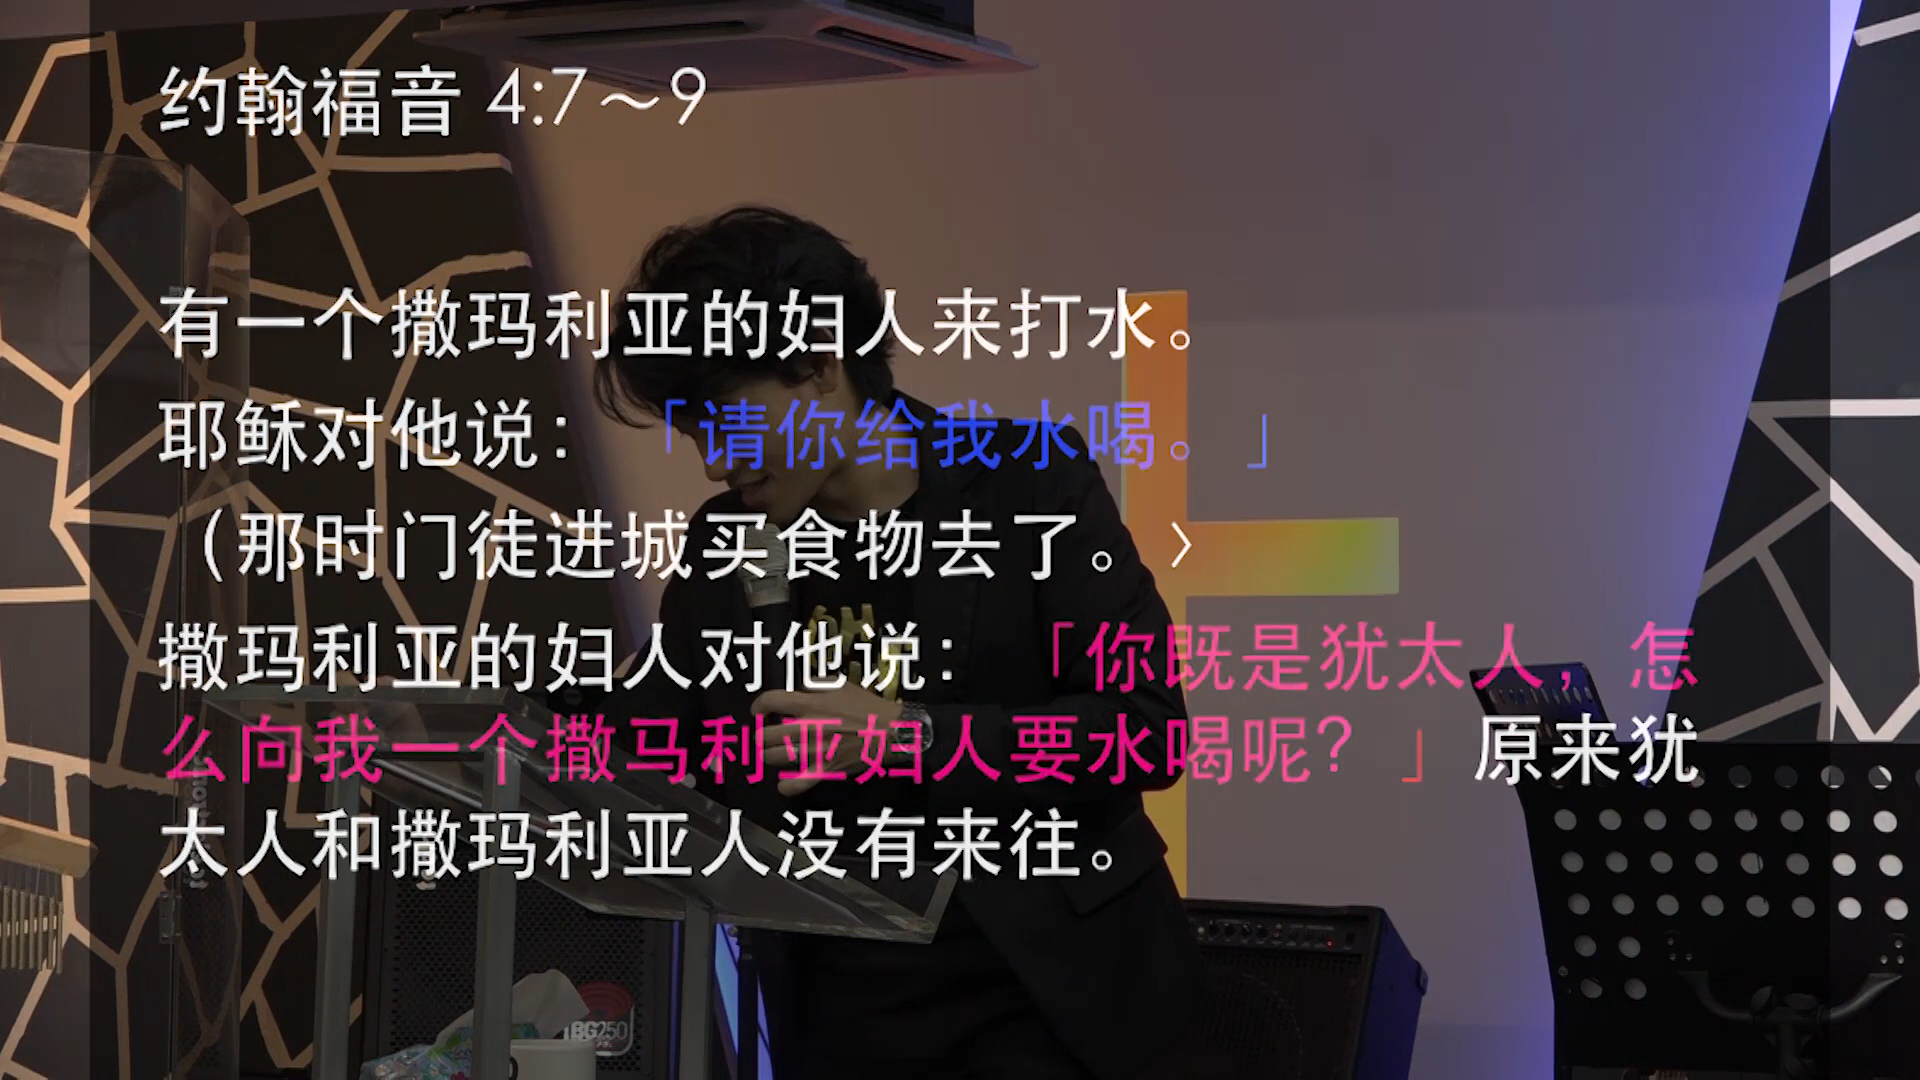 约翰福音 4:7～9
有一个撒玛利亚的妇人来打水。
耶稣对他说：「请你给我水喝。」
（那时门徒进城买食物去了。〉
撒玛利亚的妇人对他说：「你既是犹太人，怎
么向我一个撒马利亚妇人要水喝呢？」原来犹
太人和撒玛利亚人没有来往。
BG250